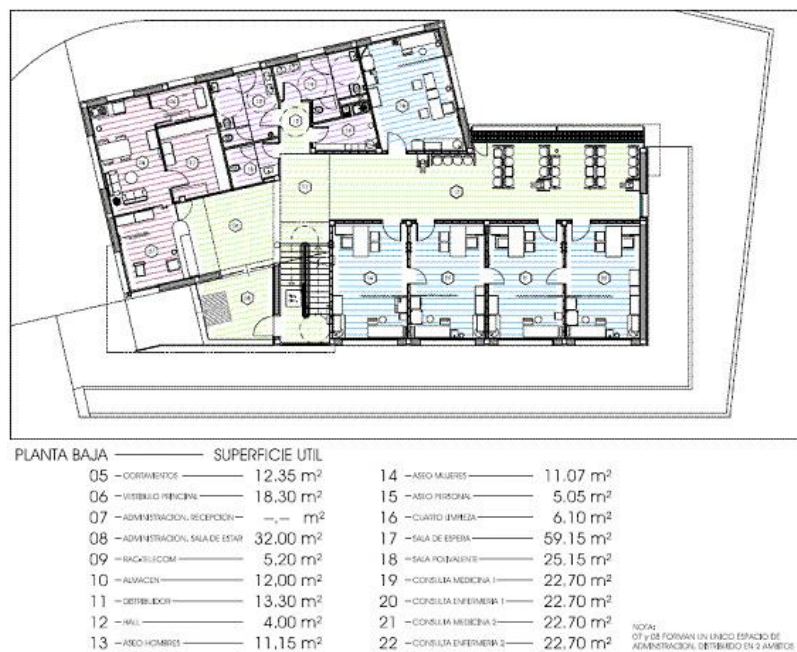 PLANTA BAJA SUPERFICIE UTIL
05 – CORTAVIENTOS 12.35 m²
06 – VESTIBULO PRINCIPAL 18.30 m²
07 – ADMINISTRACION. RECEPCIÓN --.-- m²
08 – ADMINISTRACION. SALA DE ESTAR 32.00 m²
09 – RAC+TELECOM 5.20 m²
10 – ALMACEN 12.00 m²
11 – DISTRIBUIDOR 13.30 m²
12 – HALL 4.00 m²
13 – ASEO HOMBRES 11.15 m²
14 – ASEO MUJERES 11.07 m²
15 – ASEO PERSONAL 5.05 m²
16 – CUARTO LIMPIEZA 6.10 m²
17 – SALA DE ESPERA 59.15 m²
18 – SALA POLIVALENTE 25.15 m²
19 – CONSULTA MEDICINA 1 22.70 m²
20 – CONSULTA ENFERMERIA 1 22.70 m²
21 – CONSULTA MEDICINA 2 22.70 m²
22 – CONSULTA ENFERMERIA 2 22.70 m²
NOTA:
07 y 08 FORMAN UN UNICO ESPACIO DE
ADMINISTRACION, DISTRIBUIDO EN 2 AMBITOS